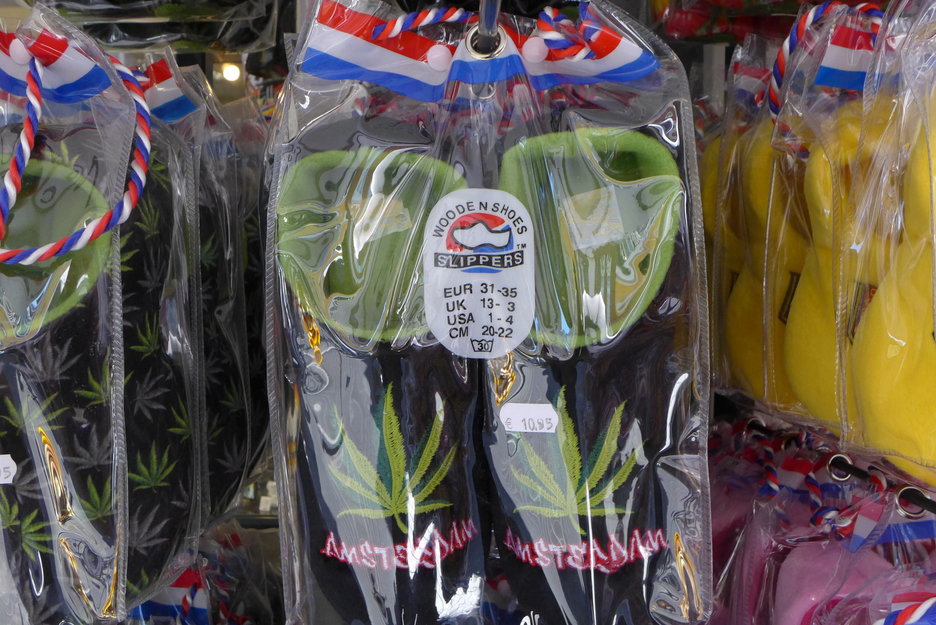 WOODEN SHOES
SLIPPERS™
EUR 31-35
UK 13-3
USA 1-4
CM 20-22
30
€ 10,95
AMSTERDAM
AMSTERDAM